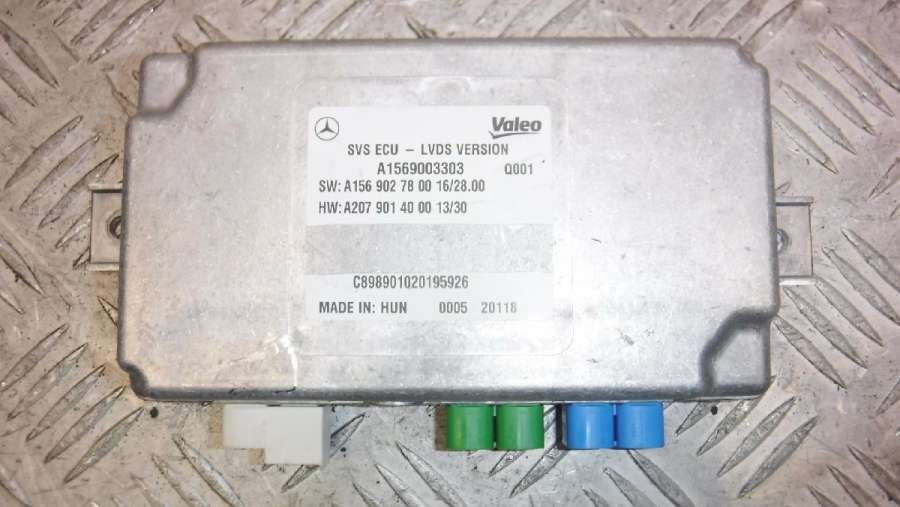 Valeo
SVS ECU - LVDS VERSION
A1569003303 Q001
SW: A156 902 78 00 16/28.00
HW: A207 901 40 00 13/30
C898901020195926
MADE IN: HUN 0005 20118